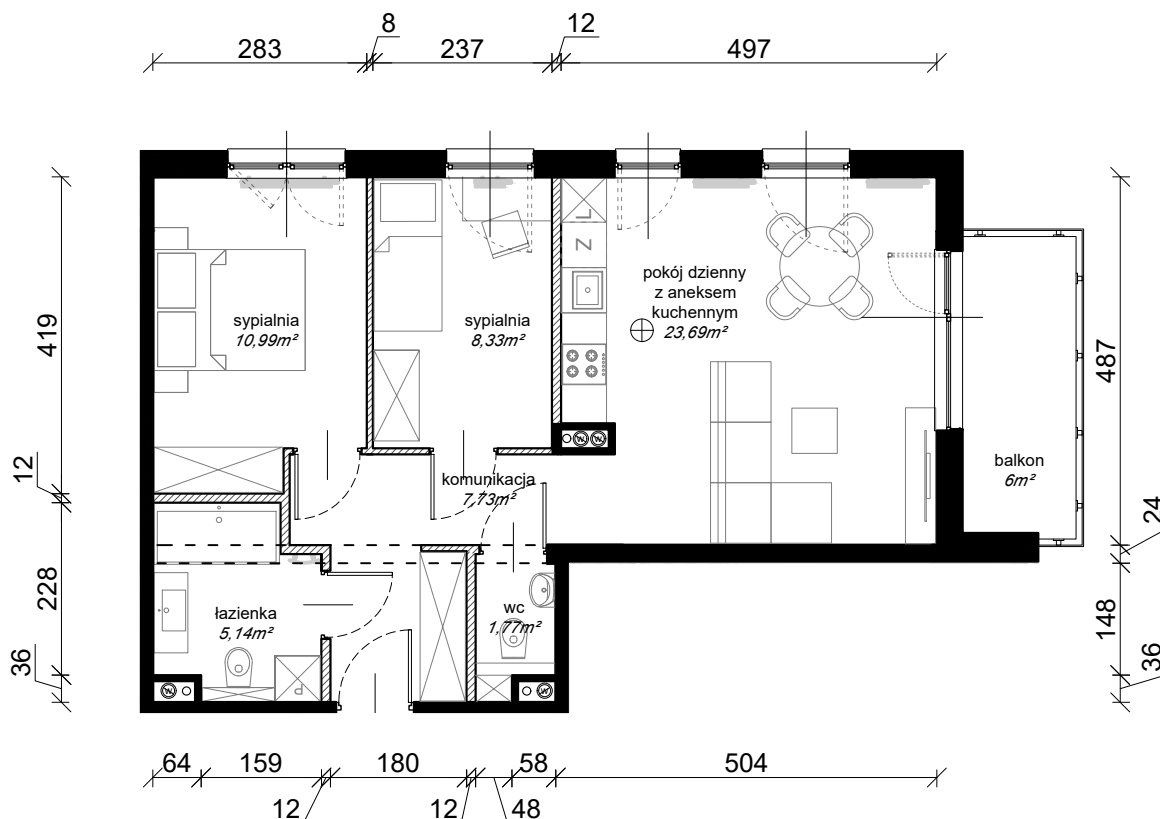 8
12
283
237
497
419
12
228
36
487
24
148
36
sypialnia
10,99m²
sypialnia
8,33m²
pokój dzienny
z aneksem
kuchennym
23,69m²
L
Z
W
W
komunikacja
7,73m²
balkon
6m²
łazienka
5,14m²
wc
1,77m²
P
W
W
64
159
180
58
504
12
12
48